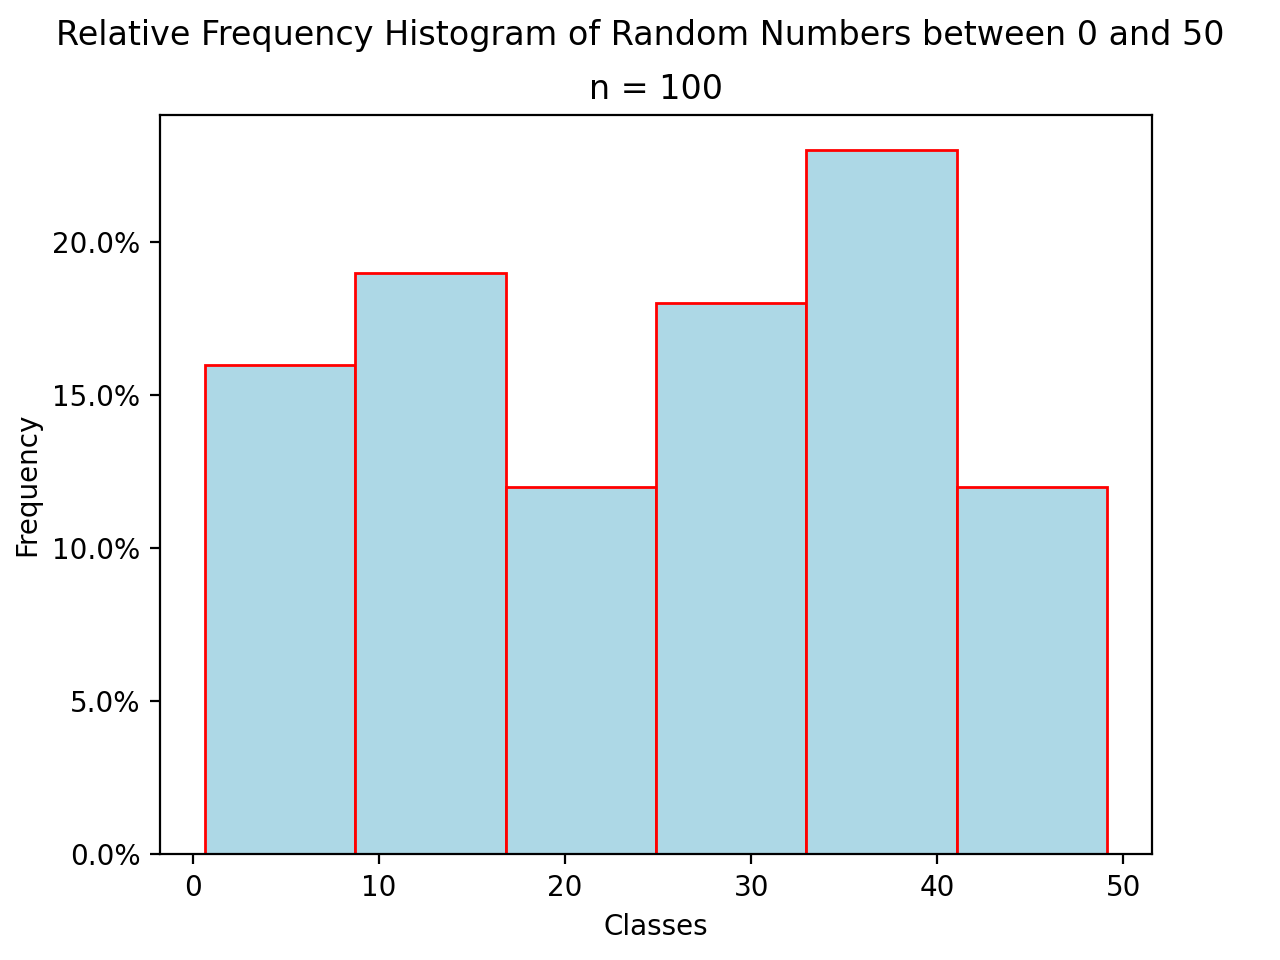 Relative Frequency Histogram of Random Numbers between 0 and 50
n = 100
20.0%
15.0%
10.0%
5.0%
0.0%
Frequency
0 10 20 30 40 50
Classes